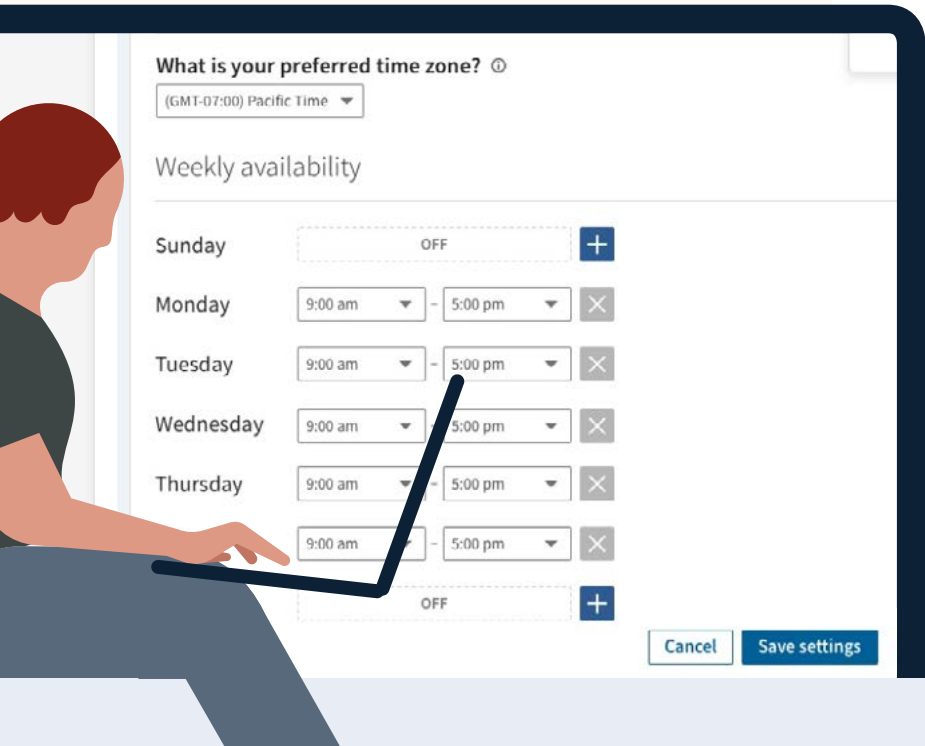 What is your preferred time zone?
(GMT-07:00) Pacific Time
Weekly availability
Sunday OFF
Monday 9:00 am - 5:00 pm
Tuesday 9:00 am - 5:00 pm
Wednesday 9:00 am - 5:00 pm
Thursday 9:00 am - 5:00 pm
9:00 am - 5:00 pm
OFF
Cancel Save settings